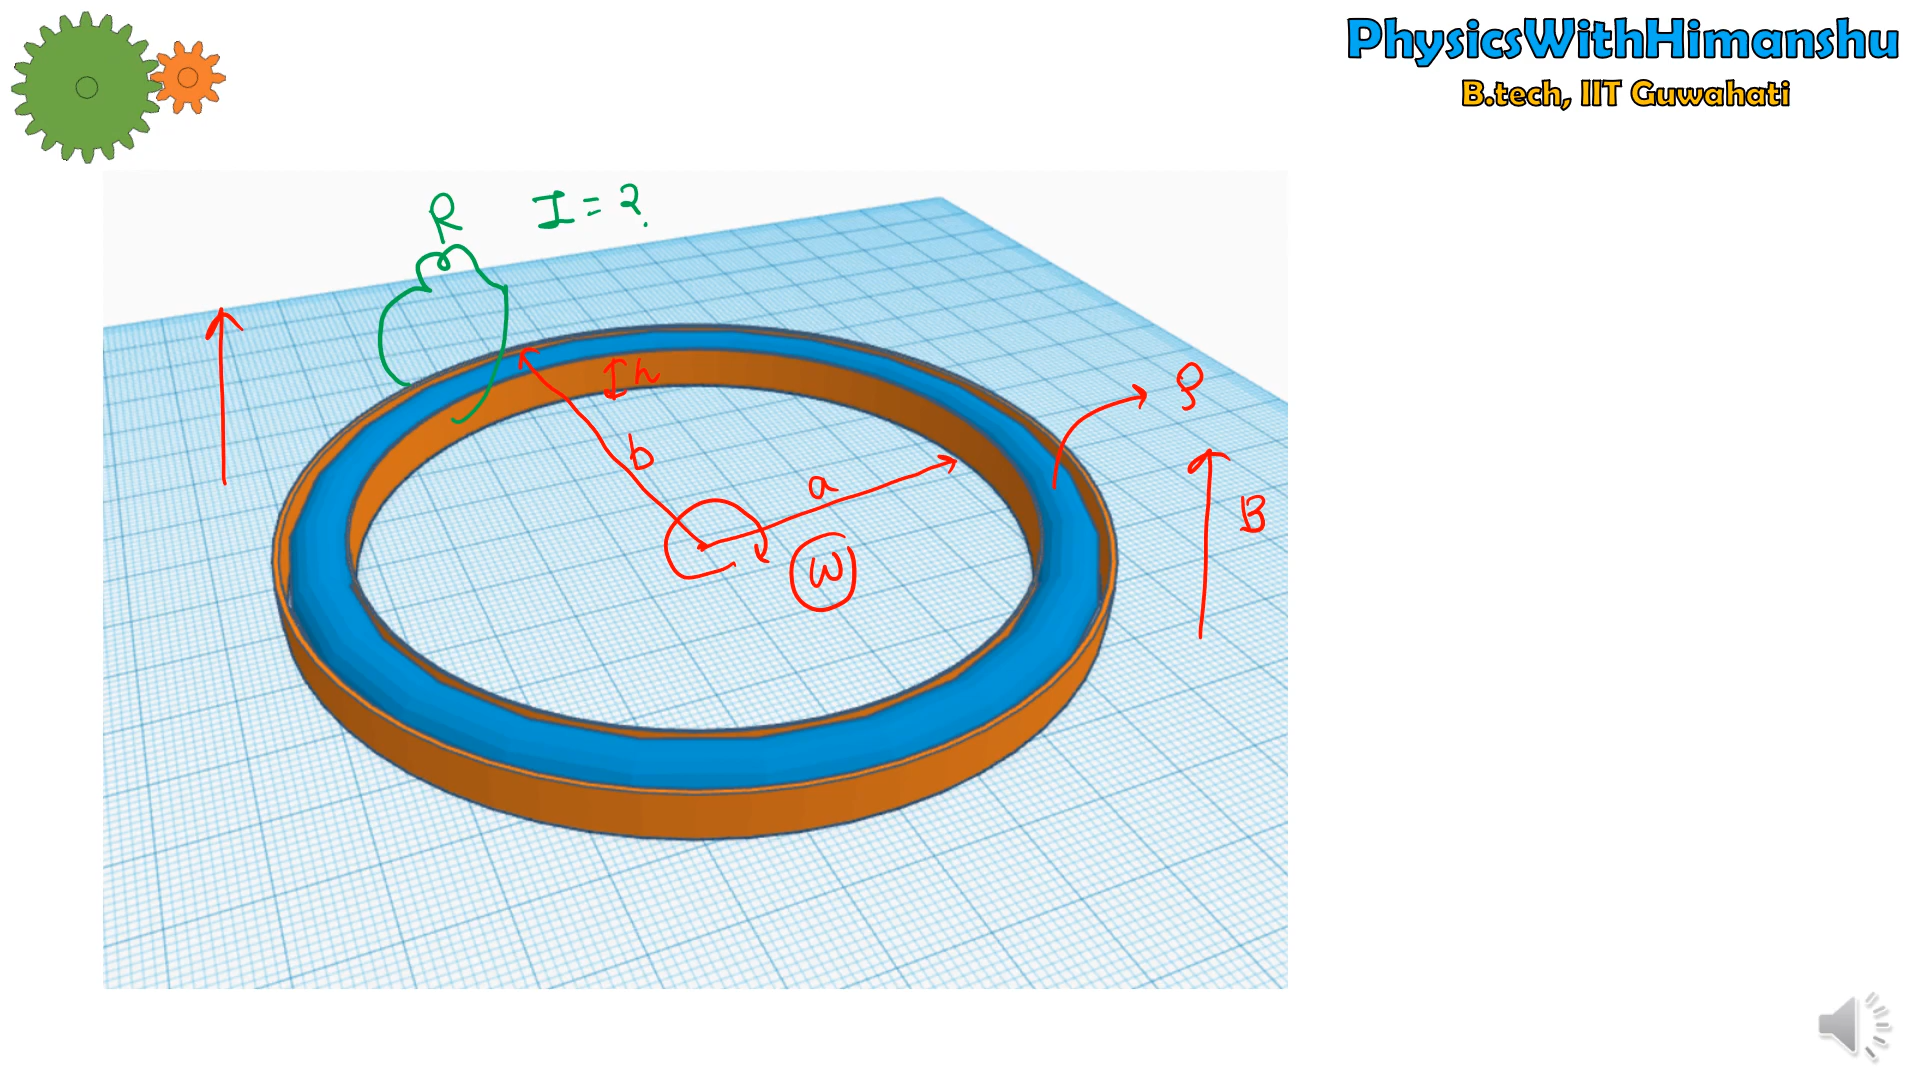 PhysicsWithHimanshu
B.tech, IIT Guwahati
R I = ?
h
b
a
ω
ρ
B